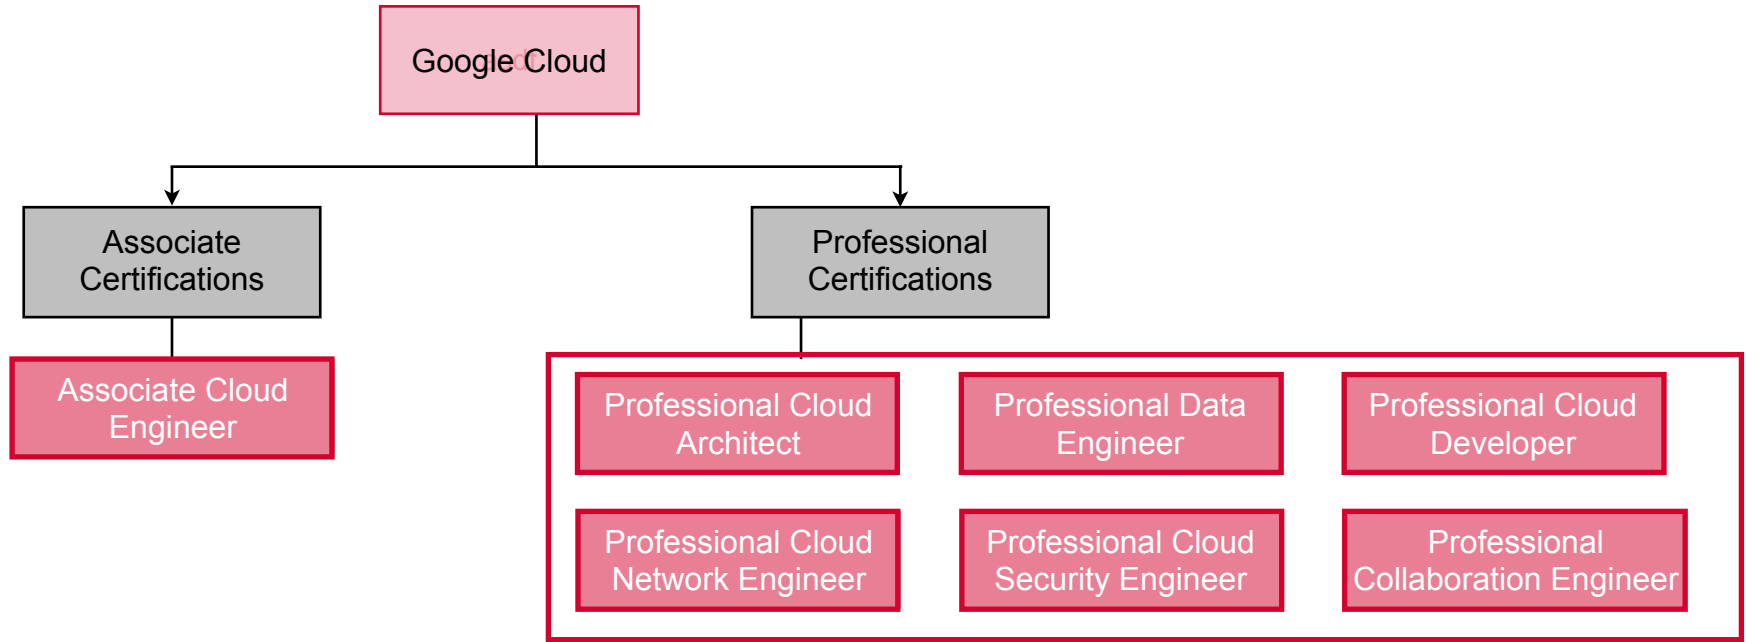 Google Cloud
Associate
Certifications
Professional
Certifications
Associate Cloud
Engineer
Professional Cloud
Architect
Professional Data
Engineer
Professional Cloud
Developer
Professional Cloud
Network Engineer
Professional Cloud
Security Engineer
Professional
Collaboration Engineer